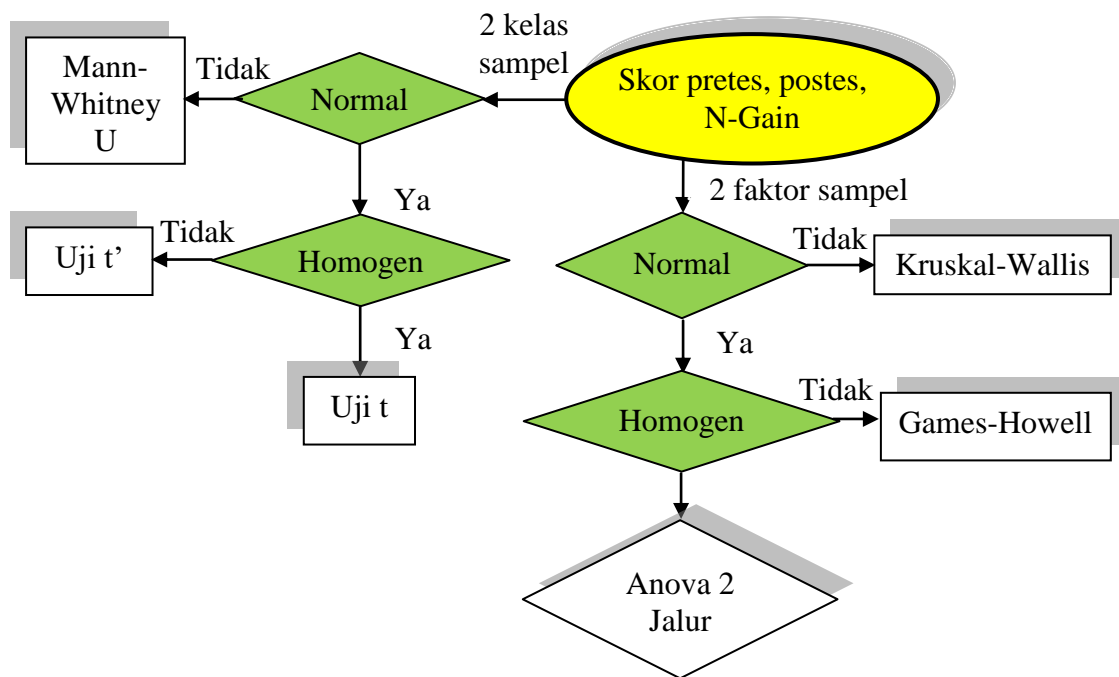 2 kelas
sampel
Skor pretes, postes,
N-Gain
Mann-
Whitney
U
Tidak
Normal
2 faktor sampel
Ya
Uji t’
Tidak
Homogen
Normal
Tidak
Kruskal-Wallis
Ya
Ya
Uji t
Homogen
Tidak
Games-Howell
Anova 2
Jalur